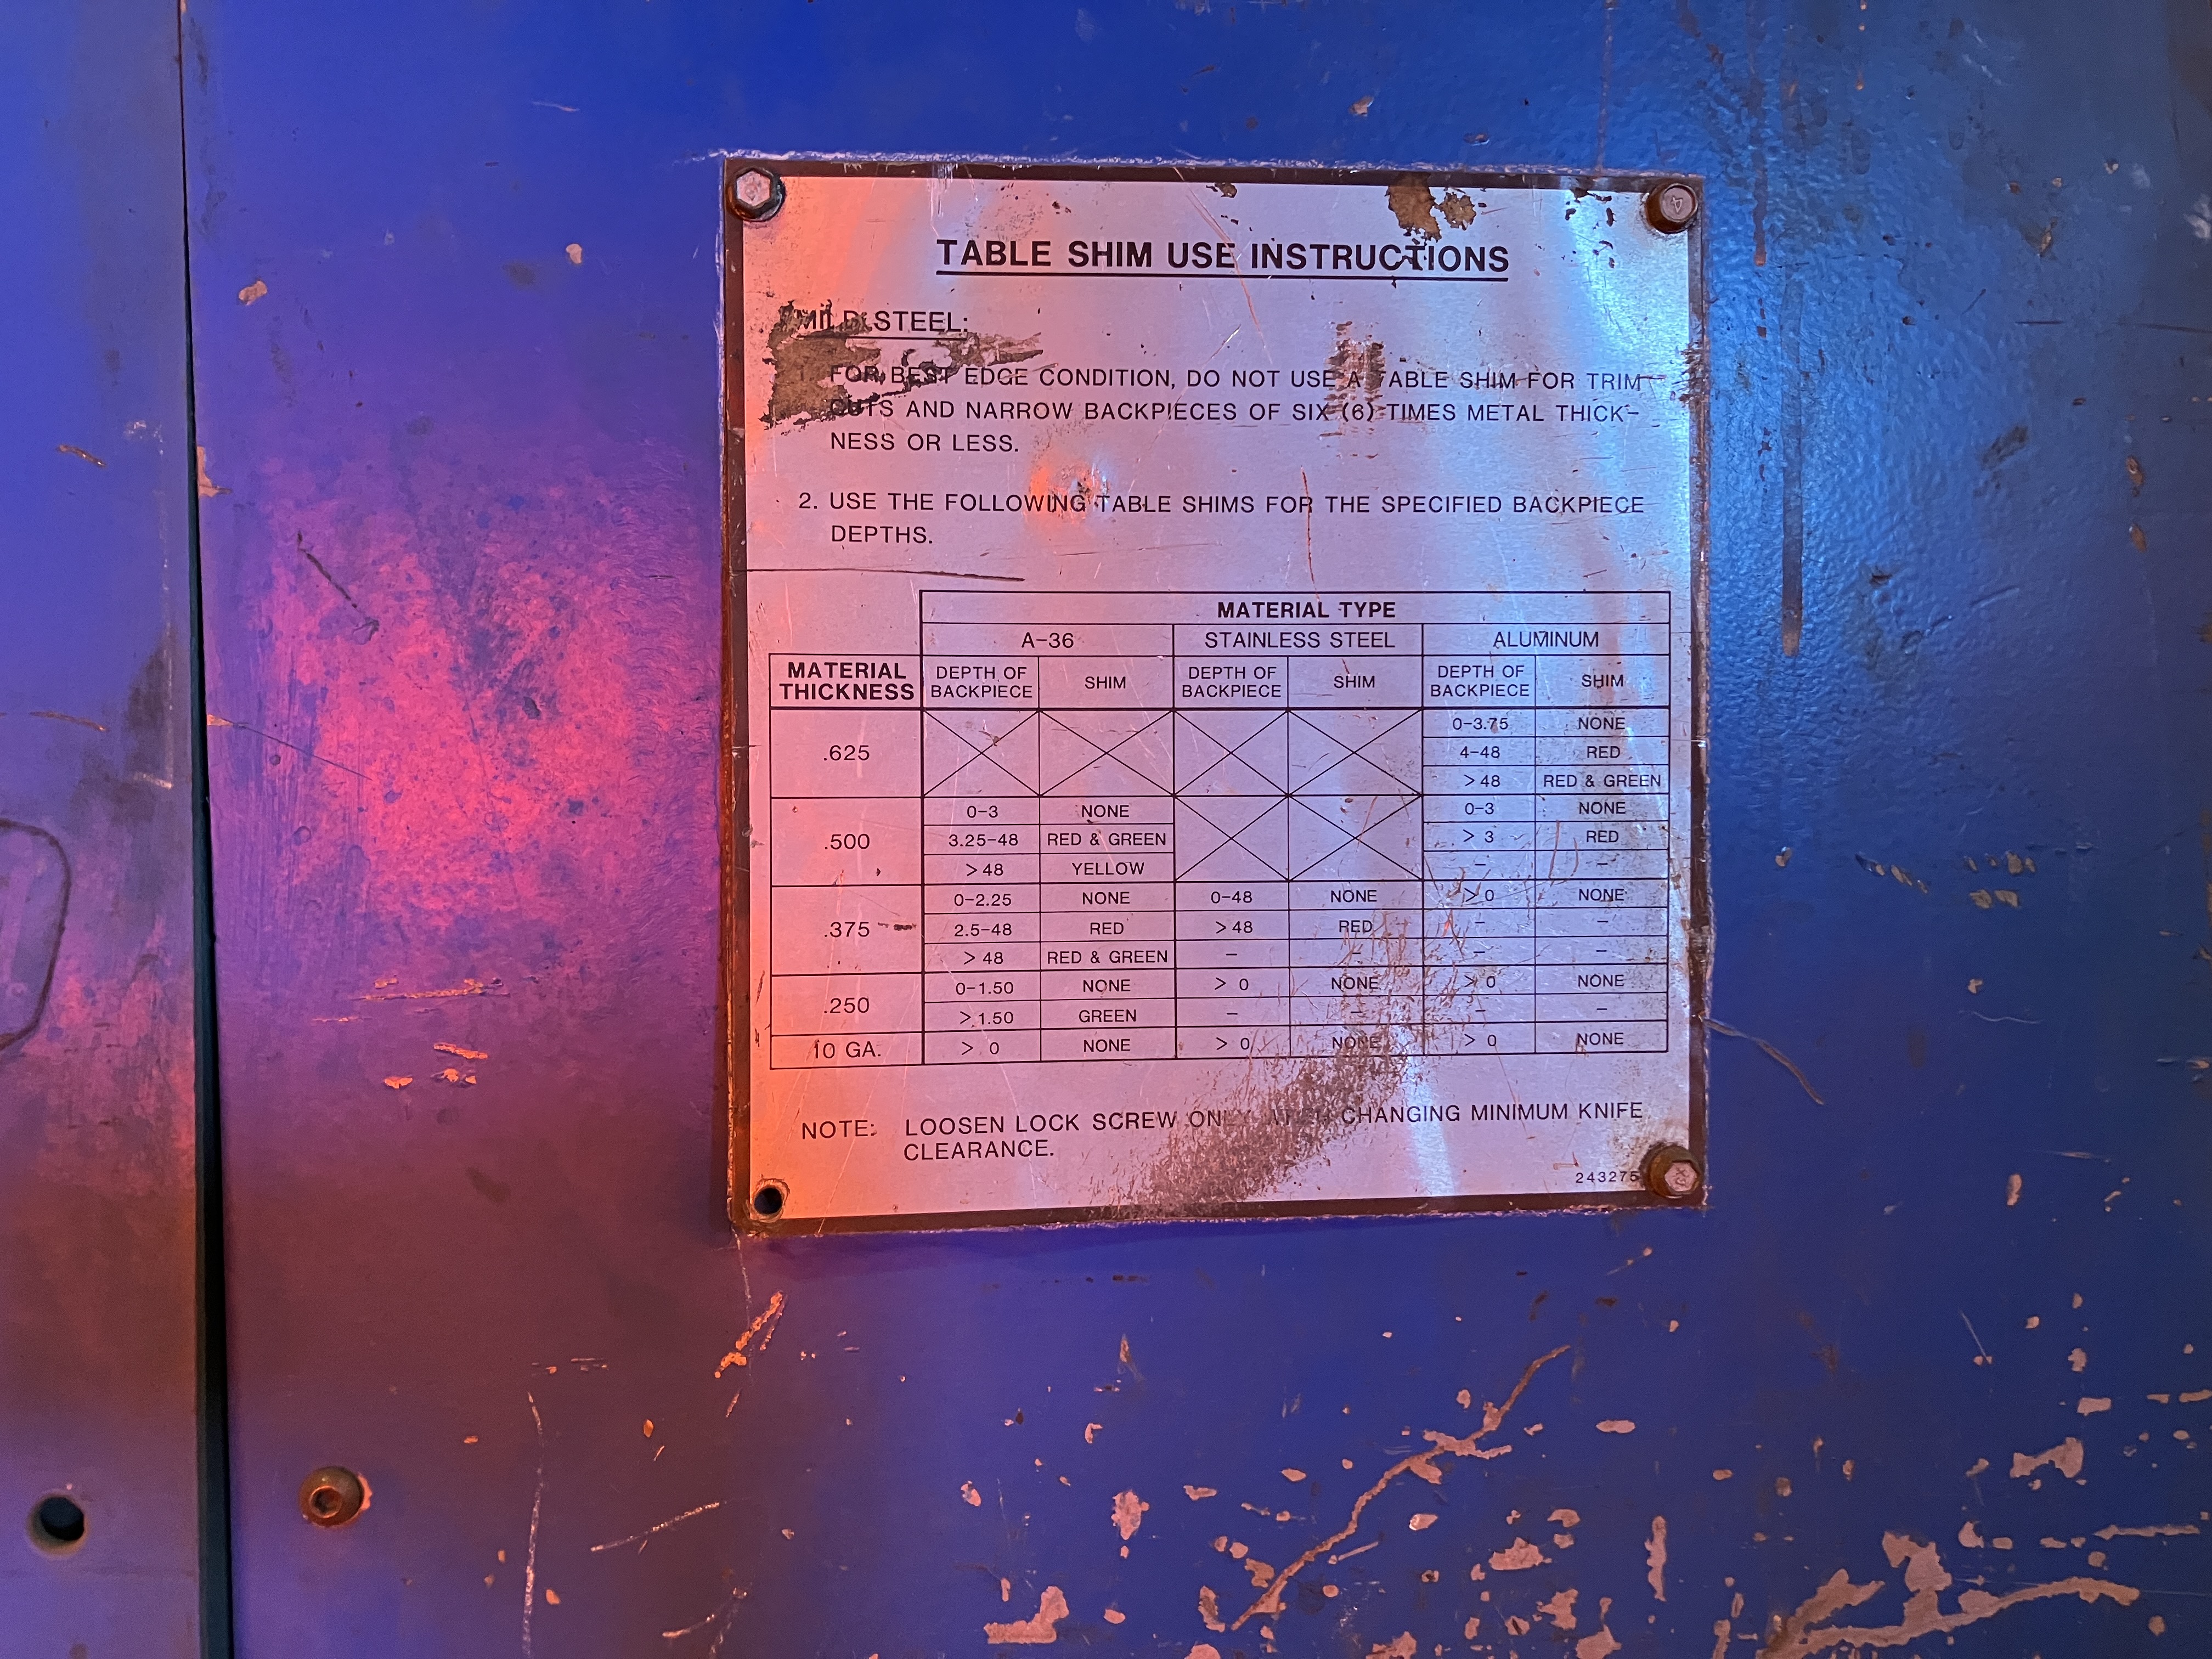 TABLE SHIM USE INSTRUCTIONS
MILD STEEL:
1. FOR BEST EDGE CONDITION, DO NOT USE A TABLE SHIM FOR TRIM
CUTS AND NARROW BACKPIECES OF SIX (6) TIMES METAL THICK-
NESS OR LESS.
2. USE THE FOLLOWING TABLE SHIMS FOR THE SPECIFIED BACKPIECE
DEPTHS.
MATERIAL TYPE
A-36 STAINLESS STEEL ALUMINUM
MATERIAL THICKNESS DEPTH OF BACKPIECE SHIM DEPTH OF BACKPIECE SHIM DEPTH OF BACKPIECE SHIM
.625 0-3.75 NONE
4-48 RED
> 48 RED & GREEN
.500 0-3 NONE 0-3 NONE
3.25-48 RED & GREEN > 3 RED
> 48 YELLOW - -
.375 0-2.25 NONE 0-48 NONE > 0 NONE
2.5-48 RED > 48 RED - -
> 48 RED & GREEN - - - -
.250 0-1.50 NONE > 0 NONE > 0 NONE
> 1.50 GREEN - - - -
10 GA. > 0 NONE > 0 NONE > 0 NONE
NOTE: LOOSEN LOCK SCREW CHANGING MINIMUM KNIFE
CLEARANCE.
243275